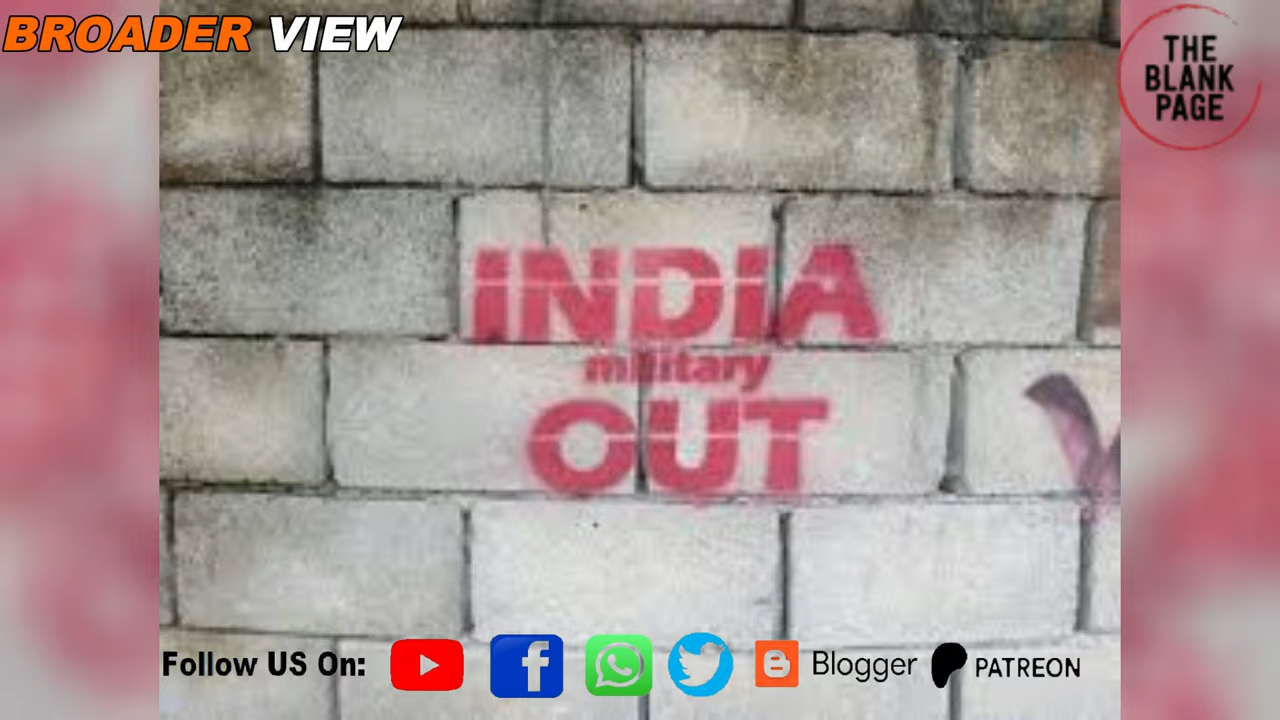 BROADER VIEW
THE
BLANK
PAGE
INDIA
military
OUT
Follow US On:
Blogger
PATREON